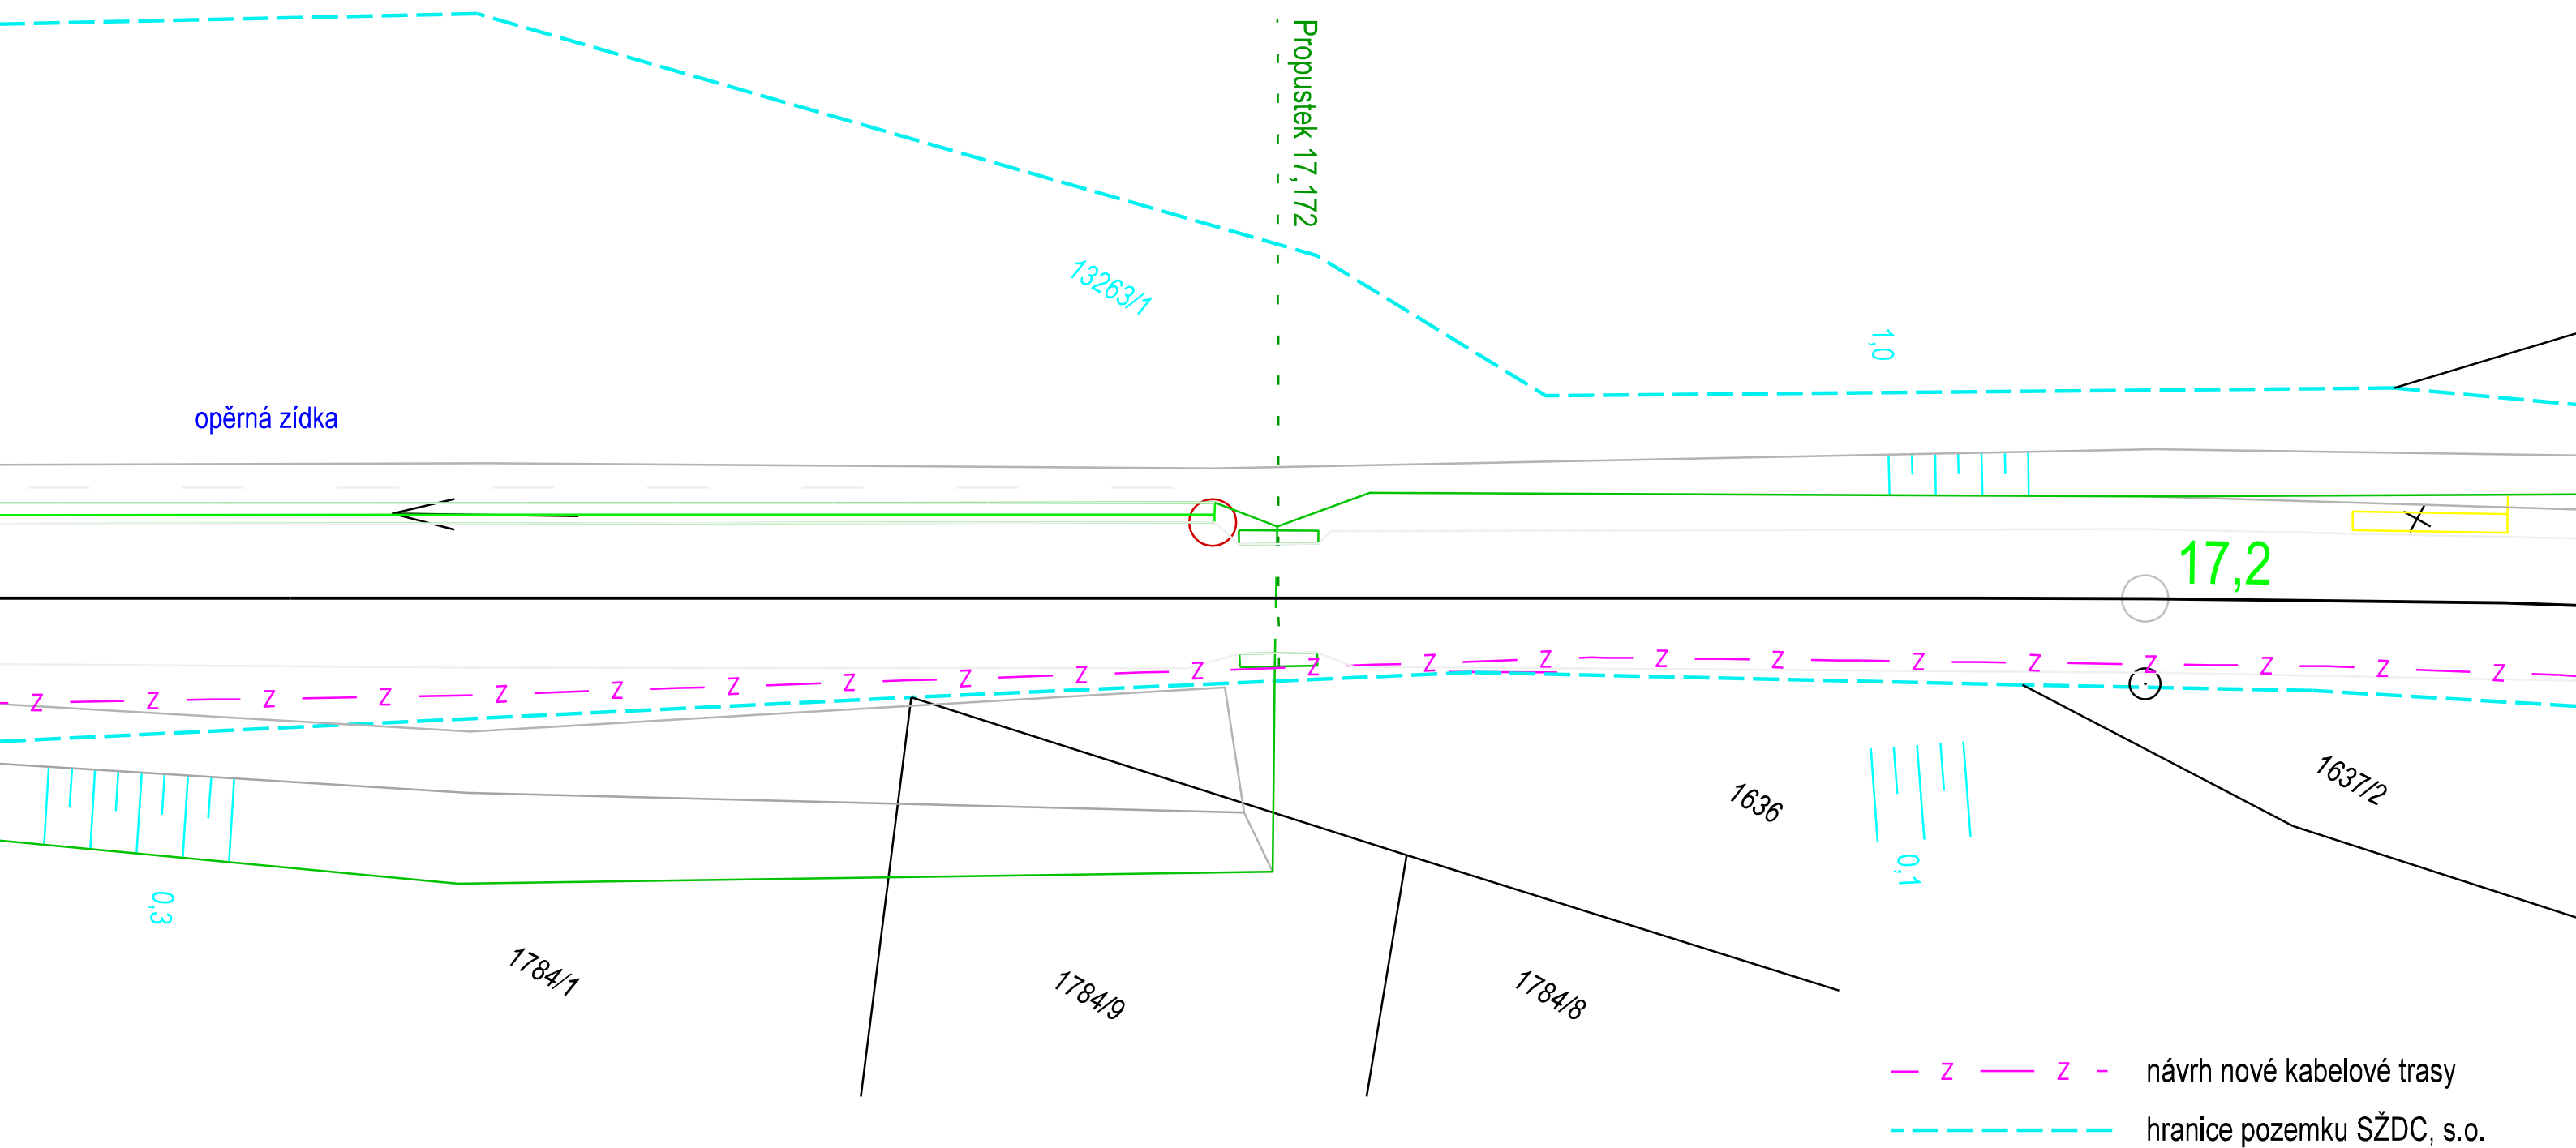 Propustek 17,172
13263/1
1,0
opěrná zídka
17,2
z z z z z z z z z z z z z z z z z z z z z z
1636
1637/2
0,1
0,3
1784/1
1784/9
1784/8
z z návrh nové kabelové trasy
hranice pozemku SŽDC, s.o.